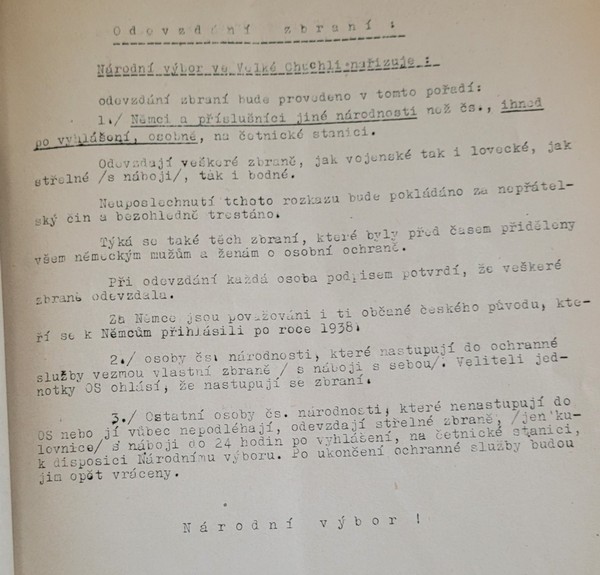 Odevzdání zbraní :
Národní výbor ve Velké Chuchli nařizuje :
odevzdání zbraní bude provedeno v tomto pořadí:
1./ Němci a příslušníci jiné národnosti než čs., ihned
po vyhlášení, osobně, na četnické stanici.
Odevzdají veškeré zbraně, jak vojenské tak i lovecké, jak
střelné /s náboji/, tak i bodné.
Neuposlechnutí tohoto rozkazu bude pokládáno za nepřátel-
ský čin a bezohledně trestáno.
Týká se také těch zbraní, které byly před časem přiděleny
všem německým mužům a ženám o osobní ochraně.
Při odevzdání každá osoba podpisem potvrdí, že veškeré
zbraně odevzdala.
Za Němce jsou považováni i ti občané českého původu, kte-
ří se k Němcům přihlásili po roce 1938.
2./ osoby čs. národnosti, které nastupují do ochranné
služby vezmou vlastní zbraně / s náboji s sebou/. Veliteli jed-
notky OS ohlásí, že nastupují se zbraní.
3./ Ostatní osoby čs. národnosti, které nenastupují do
OS nebo jí vůbec nepodléhají, odevzdají střelné zbraně, /jen ku-
lovnice/ s náboji do 24 hodin po vyhlášení, na četnické stanici,
k disposici Národnímu výboru. Po ukončení ochranné služby budou
jim opět vráceny.
Národní výbor !